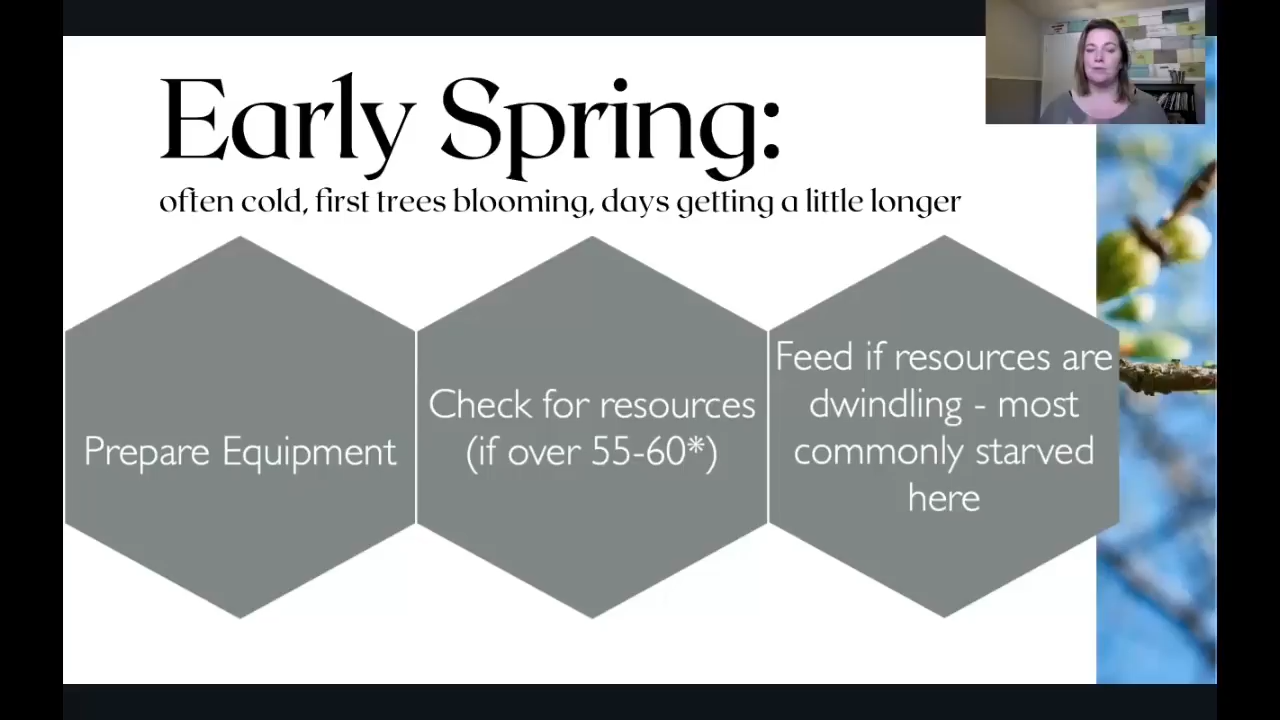 Early Spring:
often cold, first trees blooming, days getting a little longer
Prepare Equipment
Check for resources
(if over 55-60*)
Feed if resources are
dwindling - most
commonly starved
here